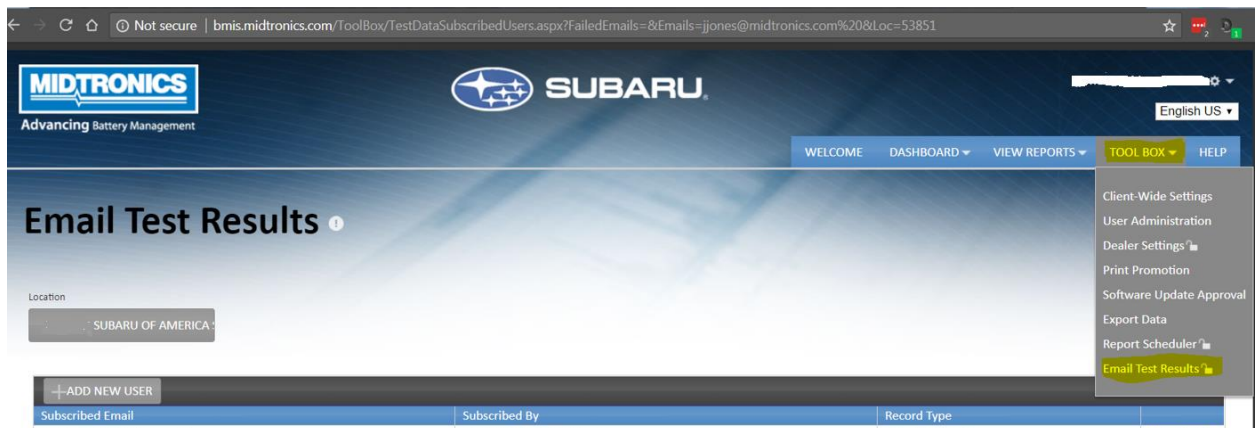 Not secure | bmis.midtronics.com/ToolBox/TestDataSubscribedUsers.aspx?FailedEmails=&Emails=jjones@midtronics.com%20&Loc=53851
2
1
MIDTRONICS
Advancing Battery Management
SUBARU
English US
WELCOME DASHBOARD VIEW REPORTS TOOL BOX HELP
Client-Wide Settings
User Administration
Dealer Settings
Print Promotion
Software Update Approval
Export Data
Report Scheduler
Email Test Results
Email Test Results
Location
SUBARU OF AMERICA
ADD NEW USER
Subscribed Email Subscribed By Record Type